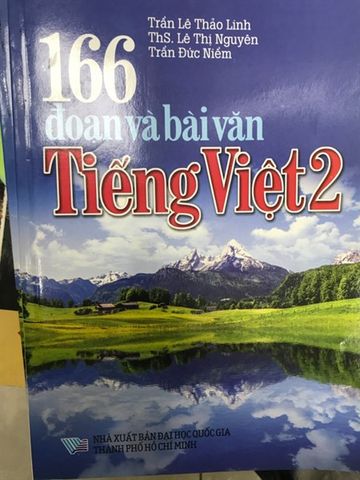 Trần Lê Thảo Linh
ThS. Lê Thị Nguyên
Trần Đức Niềm
166
đoạn và bài văn
Tiếng Việt 2
NHÀ XUẤT BẢN ĐẠI HỌC QUỐC GIA
THÀNH PHỐ HỒ CHÍ MINH